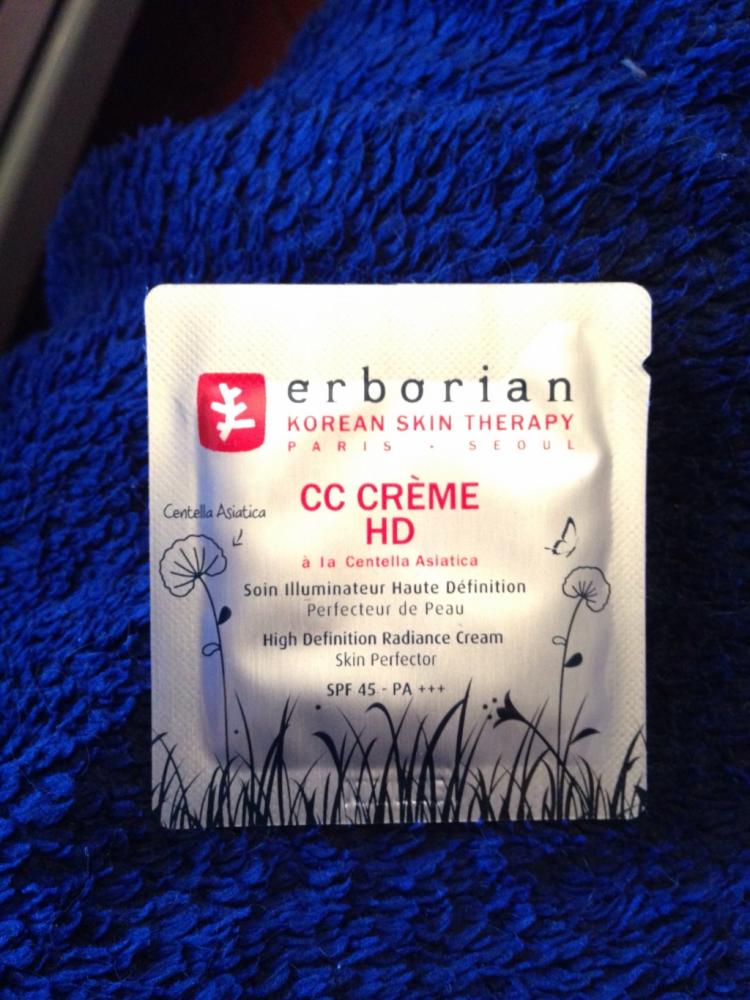 erborian
KOREAN SKIN THERAPY
PARIS · SEOUL
CC CRÈME
HD
Centella Asiatica
à la Centella Asiatica
Soin Illuminateur Haute Définition
Perfecteur de Peau
High Definition Radiance Cream
Skin Perfector
SPF 45 - PA +++